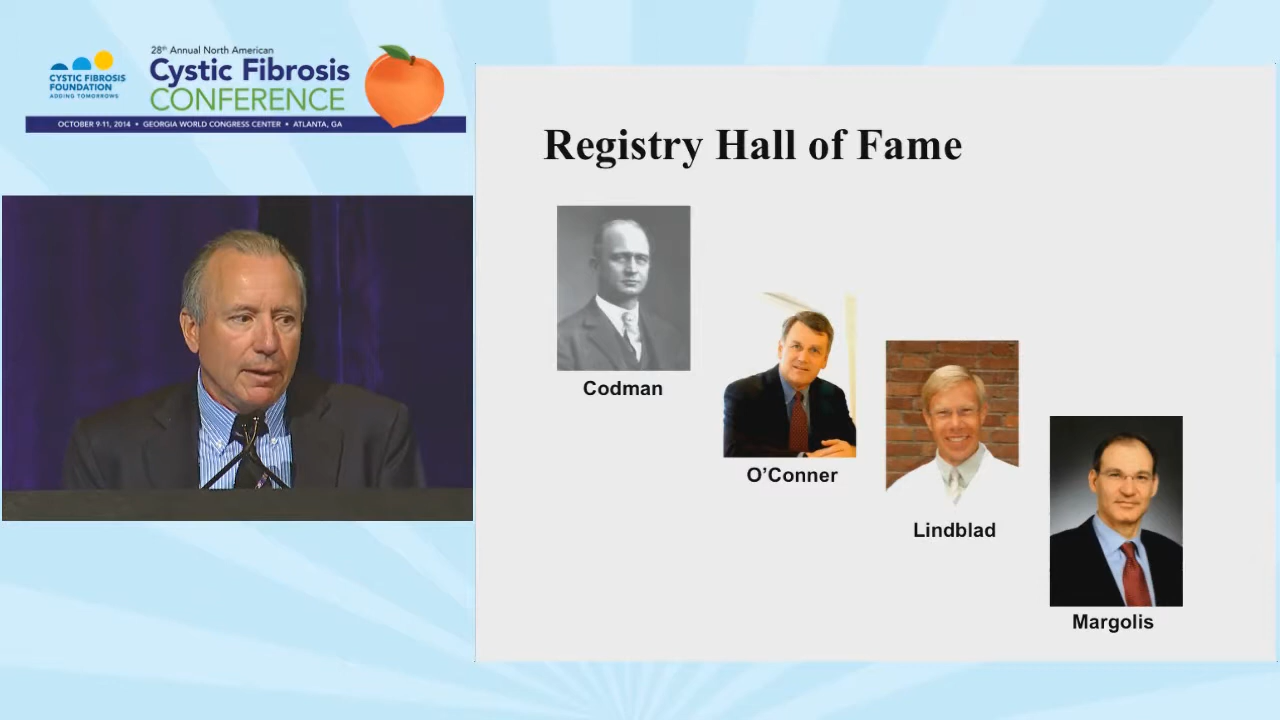 28th Annual North American
Cystic Fibrosis
CONFERENCE
CYSTIC FIBROSIS
FOUNDATION
ADDING TOMORROWS
OCTOBER 9-11, 2014 • GEORGIA WORLD CONGRESS CENTER • ATLANTA, GA
Registry Hall of Fame
Codman
O’Conner
Lindblad
Margolis